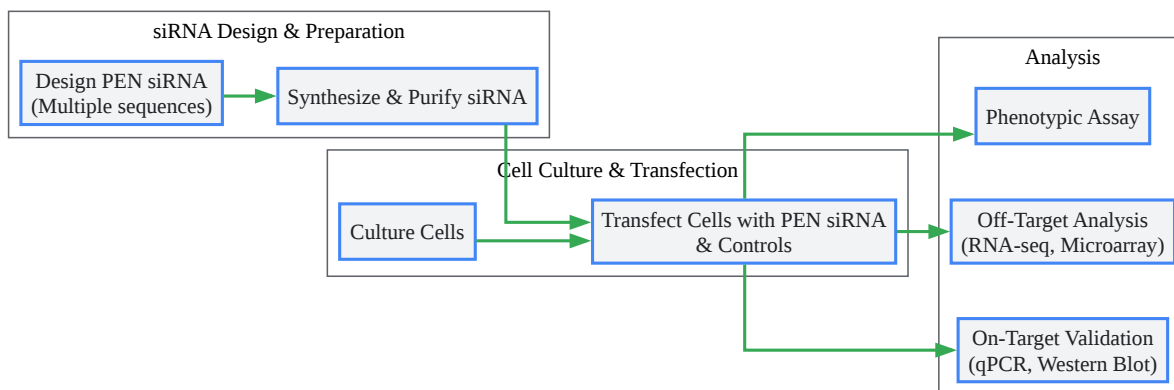 siRNA Design & Preparation
Design PEN siRNA
(Multiple sequences)
Synthesize & Purify siRNA
Cell Culture & Transfection
Culture Cells
Transfect Cells with PEN siRNA
& Controls
Analysis
Phenotypic Assay
Off-Target Analysis
(RNA-seq, Microarray)
On-Target Validation
(qPCR, Western Blot)